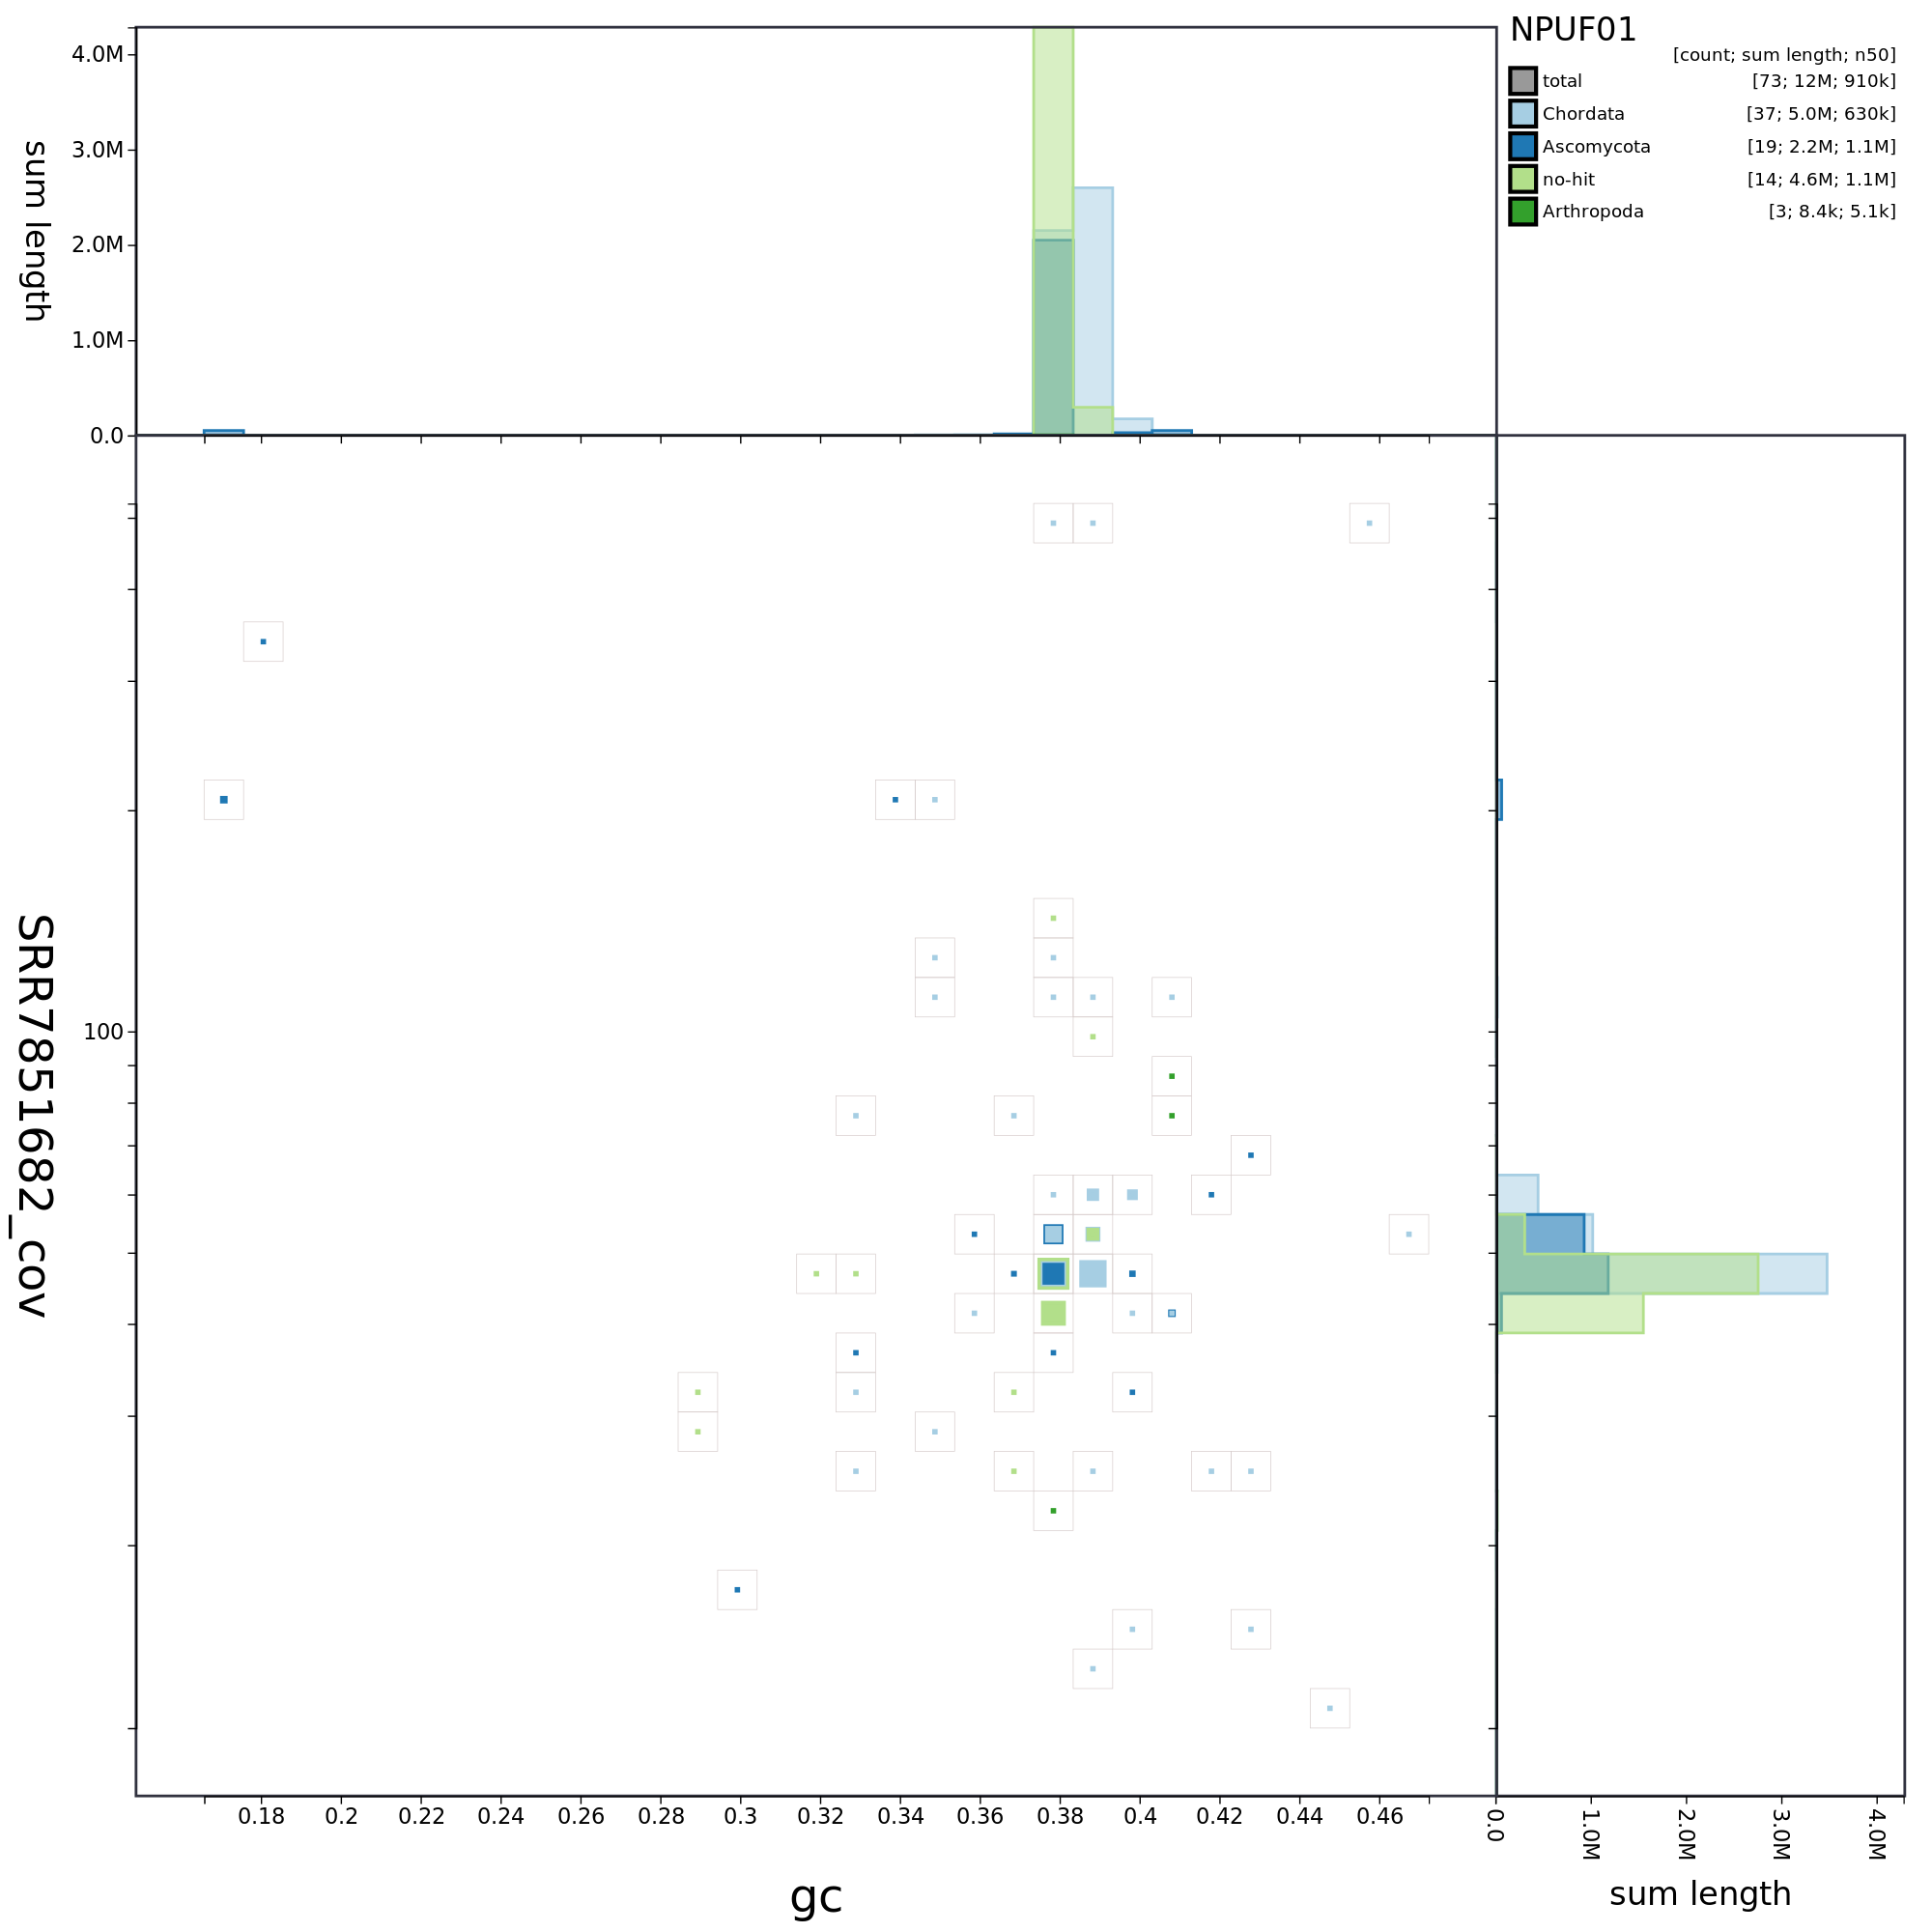 NPUF01
[count; sum length; n50]
total [73; 12M; 910k]
Chordata [37; 5.0M; 630k]
Ascomycota [19; 2.2M; 1.1M]
no-hit [14; 4.6M; 1.1M]
Arthropoda [3; 8.4k; 5.1k]
sum length
4.0M
3.0M
2.0M
1.0M
0.0
SRR7851682_cov
100
0.18 0.2 0.22 0.24 0.26 0.28 0.3 0.32 0.34 0.36 0.38 0.4 0.42 0.44 0.46
gc
0.0 1.0M 2.0M 3.0M 4.0M
sum length